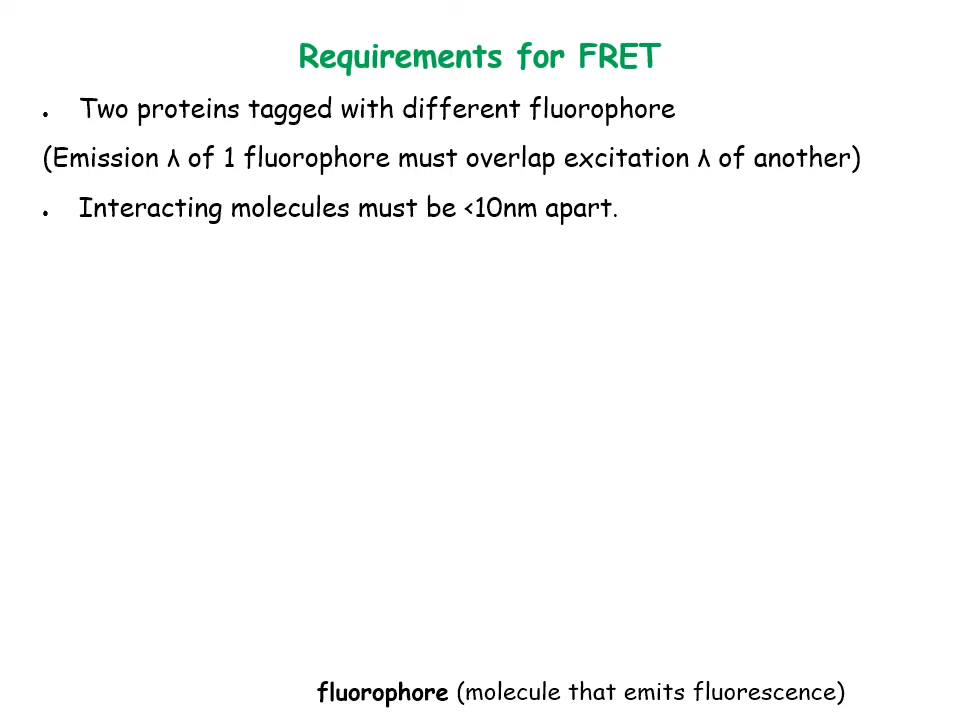 Requirements for FRET
• Two proteins tagged with different fluorophore
(Emission λ of 1 fluorophore must overlap excitation λ of another)
• Interacting molecules must be <10nm apart.
fluorophore (molecule that emits fluorescence)